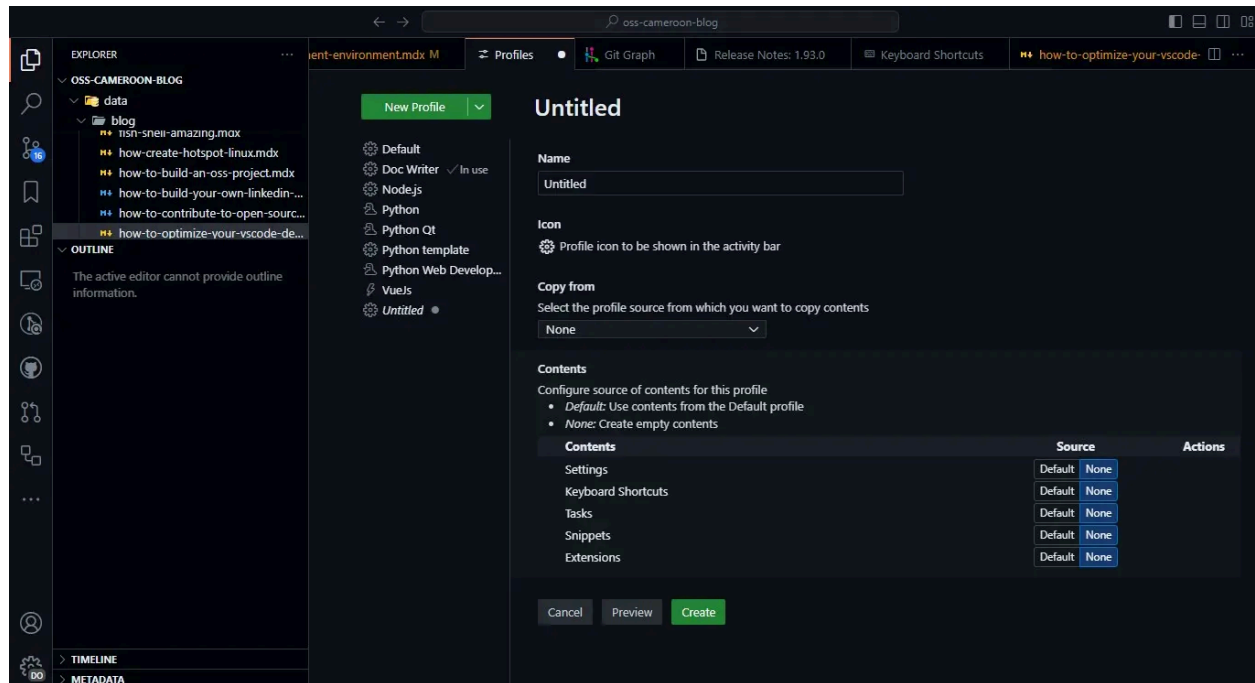 oss-cameroon-blog
EXPLORER
OSS-CAMEROON-BLOG
data
blog
fish-shell-amazing.mdx
how-create-hotspot-linux.mdx
how-to-build-an-oss-project.mdx
how-to-build-your-own-linkedin-...
how-to-contribute-to-open-sourc...
how-to-optimize-your-vscode-de...
OUTLINE
The active editor cannot provide outline
information.
TIMELINE
METADATA
16
DO
ent-environment.mdx M
Profiles
Git Graph
Release Notes: 1.93.0
Keyboard Shortcuts
how-to-optimize-your-vscode-
New Profile
Default
Doc Writer ✓ In use
Node.js
Python
Python Qt
Python template
Python Web Develop...
VueJs
Untitled
Untitled
Name
Untitled
Icon
Profile icon to be shown in the activity bar
Copy from
Select the profile source from which you want to copy contents
None
Contents
Configure source of contents for this profile
• Default: Use contents from the Default profile
• None: Create empty contents
Contents Source Actions
Settings Default None
Keyboard Shortcuts Default None
Tasks Default None
Snippets Default None
Extensions Default None
Cancel Preview Create